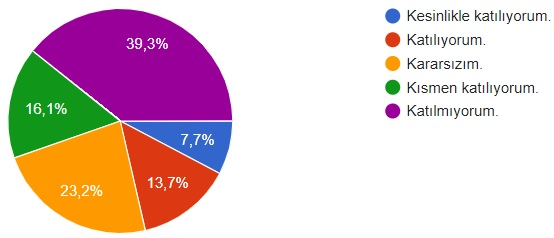 39,3%
16,1%
7,7%
13,7%
23,2%
Kesinlikle katılıyorum.
Katılıyorum.
Kararsızım.
Kısmen katılıyorum.
Katılmıyorum.